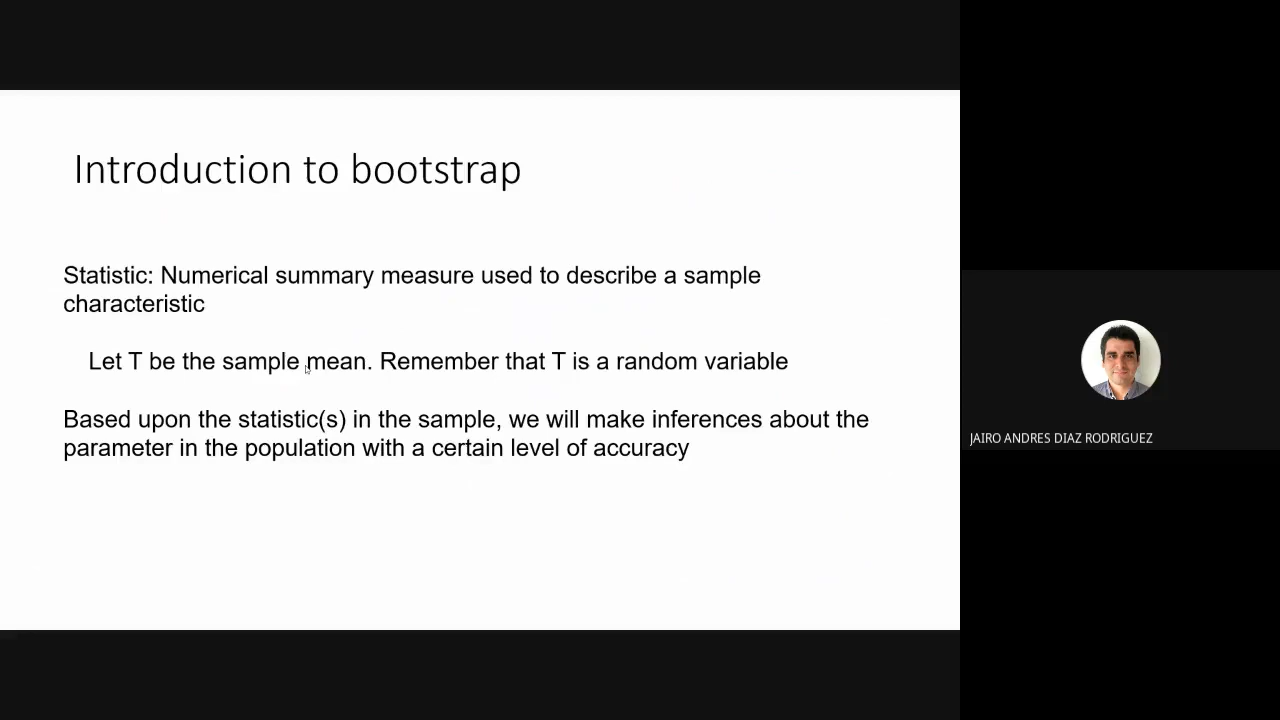 Introduction to bootstrap
Statistic: Numerical summary measure used to describe a sample
characteristic
Let T be the sample mean. Remember that T is a random variable
Based upon the statistic(s) in the sample, we will make inferences about the
parameter in the population with a certain level of accuracy
JAIRO ANDRES DIAZ RODRIGUEZ